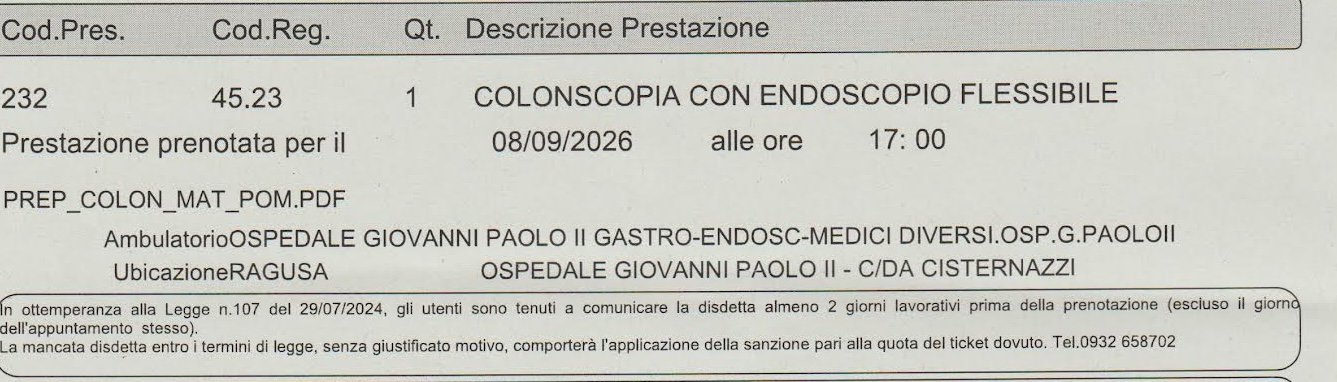 Cod.Pres. Cod.Reg. Qt. Descrizione Prestazione
232 45.23 1 COLONSCOPIA CON ENDOSCOPIO FLESSIBILE
Prestazione prenotata per il 08/09/2026 alle ore 17: 00
PREP_COLON_MAT_POM.PDF
AmbulatorioOSPEDALE GIOVANNI PAOLO II GASTRO-ENDOSC-MEDICI DIVERSI.OSP.G.PAOLOII
UbicazioneRAGUSA OSPEDALE GIOVANNI PAOLO II - C/DA CISTERNAZZI
In ottemperanza alla Legge n.107 del 29/07/2024, gli utenti sono tenuti a comunicare la disdetta almeno 2 giorni lavorativi prima della prenotazione (escluso il giorno
dell'appuntamento stesso).
La mancata disdetta entro i termini di legge, senza giustificato motivo, comporterà l'applicazione della sanzione pari alla quota del ticket dovuto. Tel.0932 658702